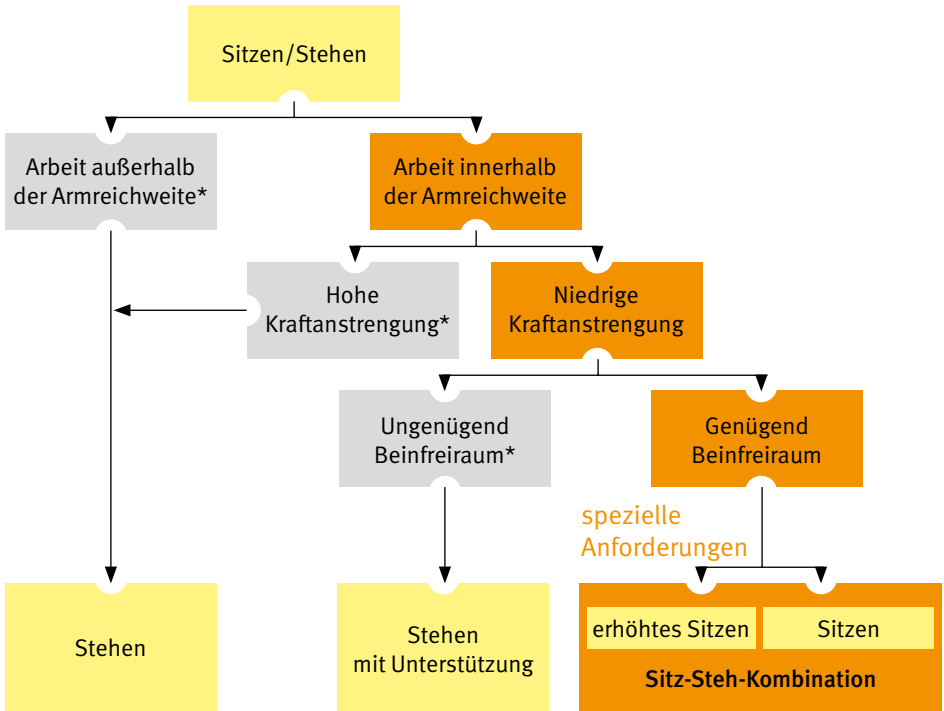 Sitzen/Stehen
Arbeit außerhalb
der Armreichweite*
Arbeit innerhalb
der Armreichweite
Hohe
Kraftanstrengung*
Niedrige
Kraftanstrengung
Ungenügend
Beinfreiraum*
Genügend
Beinfreiraum
spezielle
Anforderungen
Stehen
Stehen
mit Unterstützung
erhöhtes Sitzen
Sitzen
Sitz-Steh-Kombination